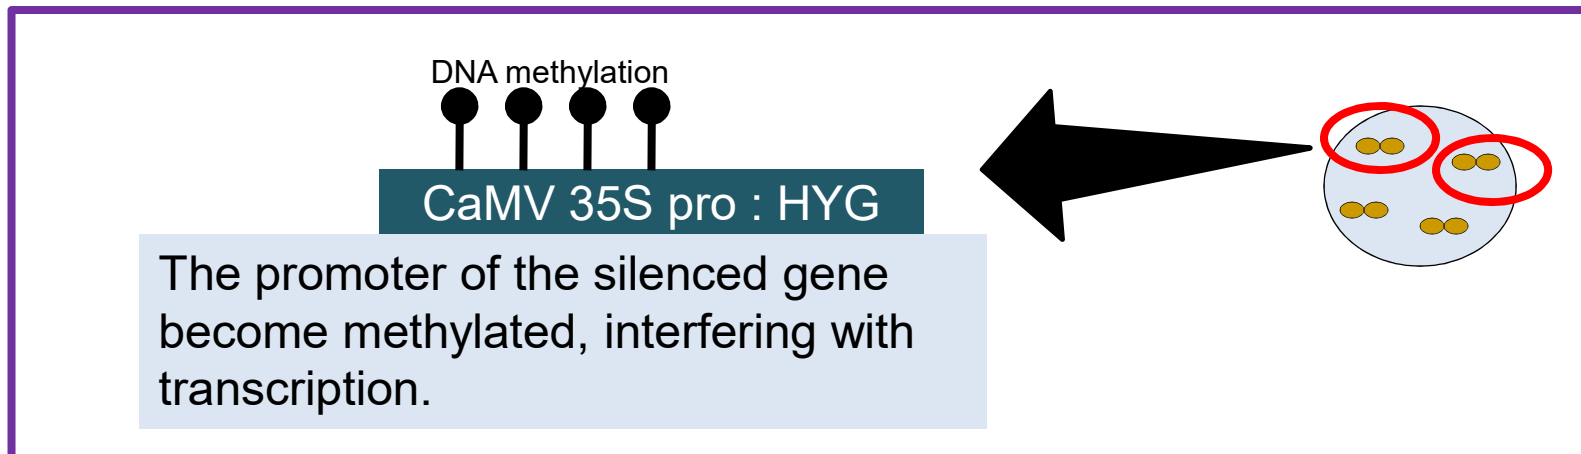 DNA methylation
CaMV 35S pro : HYG
The promoter of the silenced gene
become methylated, interfering with
transcription.